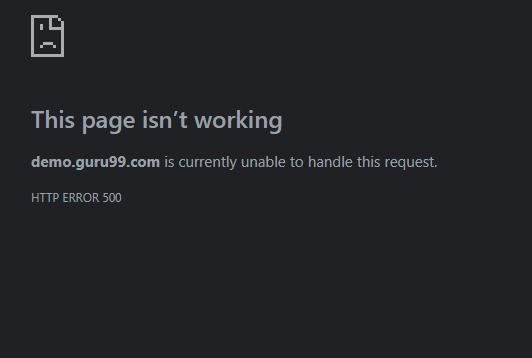 This page isn’t working
demo.guru99.com is currently unable to handle this request.
HTTP ERROR 500